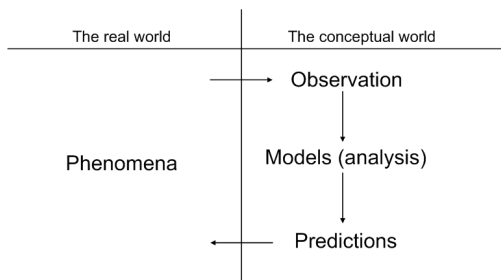 The real world
The conceptual world
Observation
Phenomena
Models (analysis)
Predictions